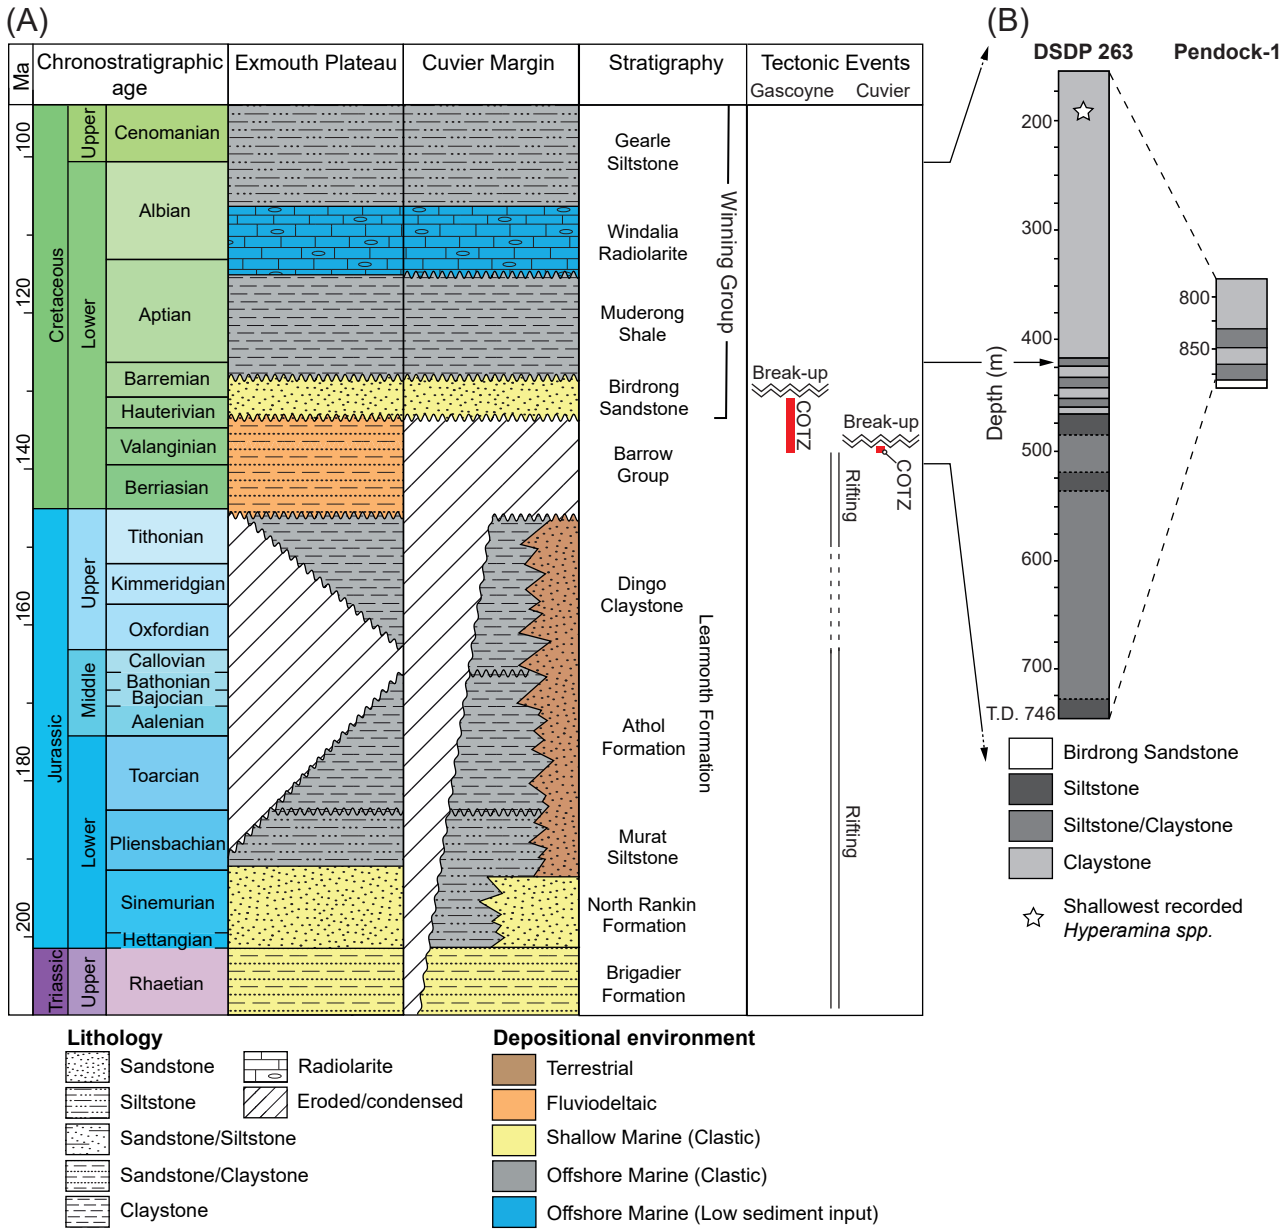 (A)
Ma
Chronostratigraphic
age
Exmouth Plateau
Cuvier Margin
Stratigraphy
Tectonic Events
Gascoyne
Cuvier
100
120
140
160
180
200
Cretaceous
Jurassic
Triassic
Upper
Lower
Upper
Middle
Lower
Upper
Cenomanian
Albian
Aptian
Barremian
Hauterivian
Valanginian
Berriasian
Tithonian
Kimmeridgian
Oxfordian
Callovian
Bathonian
Bajocian
Aalenian
Toarcian
Pliensbachian
Sinemurian
Hettangian
Rhaetian
Gearle
Siltstone
Windalia
Radiolarite
Muderong
Shale
Birdrong
Sandstone
Barrow
Group
Dingo
Claystone
Athol
Formation
Murat
Siltstone
North Rankin
Formation
Brigadier
Formation
Winning Group
Learmonth Formation
Break-up
COTZ
Break-up
COTZ
Rifting
Rifting
(B)
DSDP 263
Pendock-1
Depth (m)
200
300
400
500
600
700
T.D. 746
800
850
Birdrong Sandstone
Siltstone
Siltstone/Claystone
Claystone
Shallowest recorded
Hyperamina spp.
Lithology
Sandstone
Siltstone
Sandstone/Siltstone
Sandstone/Claystone
Claystone
Radiolarite
Eroded/condensed
Depositional environment
Terrestrial
Fluviodeltaic
Shallow Marine (Clastic)
Offshore Marine (Clastic)
Offshore Marine (Low sediment input)